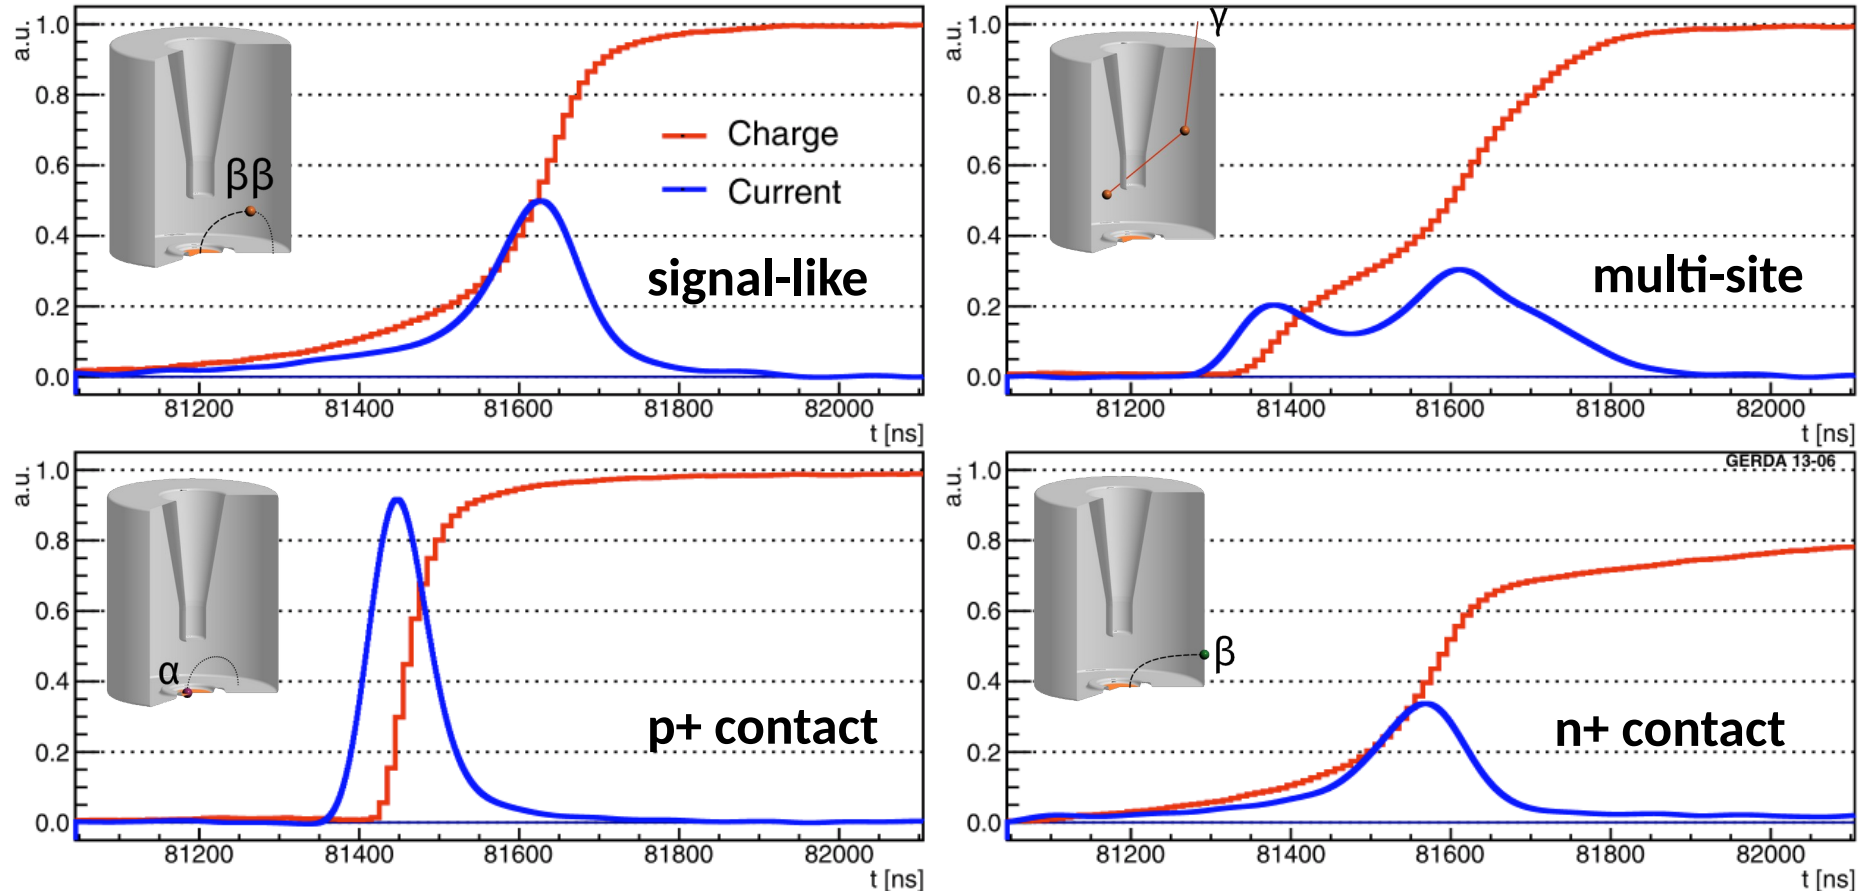 a.u.
1.0
0.8
0.6
0.4
0.2
0.0
ββ
Charge
Current
signal-like
81200 81400 81600 81800 82000
t [ns]
a.u.
1.0
0.8
0.6
0.4
0.2
0.0
γ
multi-site
81200 81400 81600 81800 82000
t [ns]
a.u.
1.0
0.8
0.6
0.4
0.2
0.0
α
p+ contact
81200 81400 81600 81800 82000
t [ns]
a.u.
1.0
0.8
0.6
0.4
0.2
0.0
GERDA 13-06
β
n+ contact
81200 81400 81600 81800 82000
t [ns]